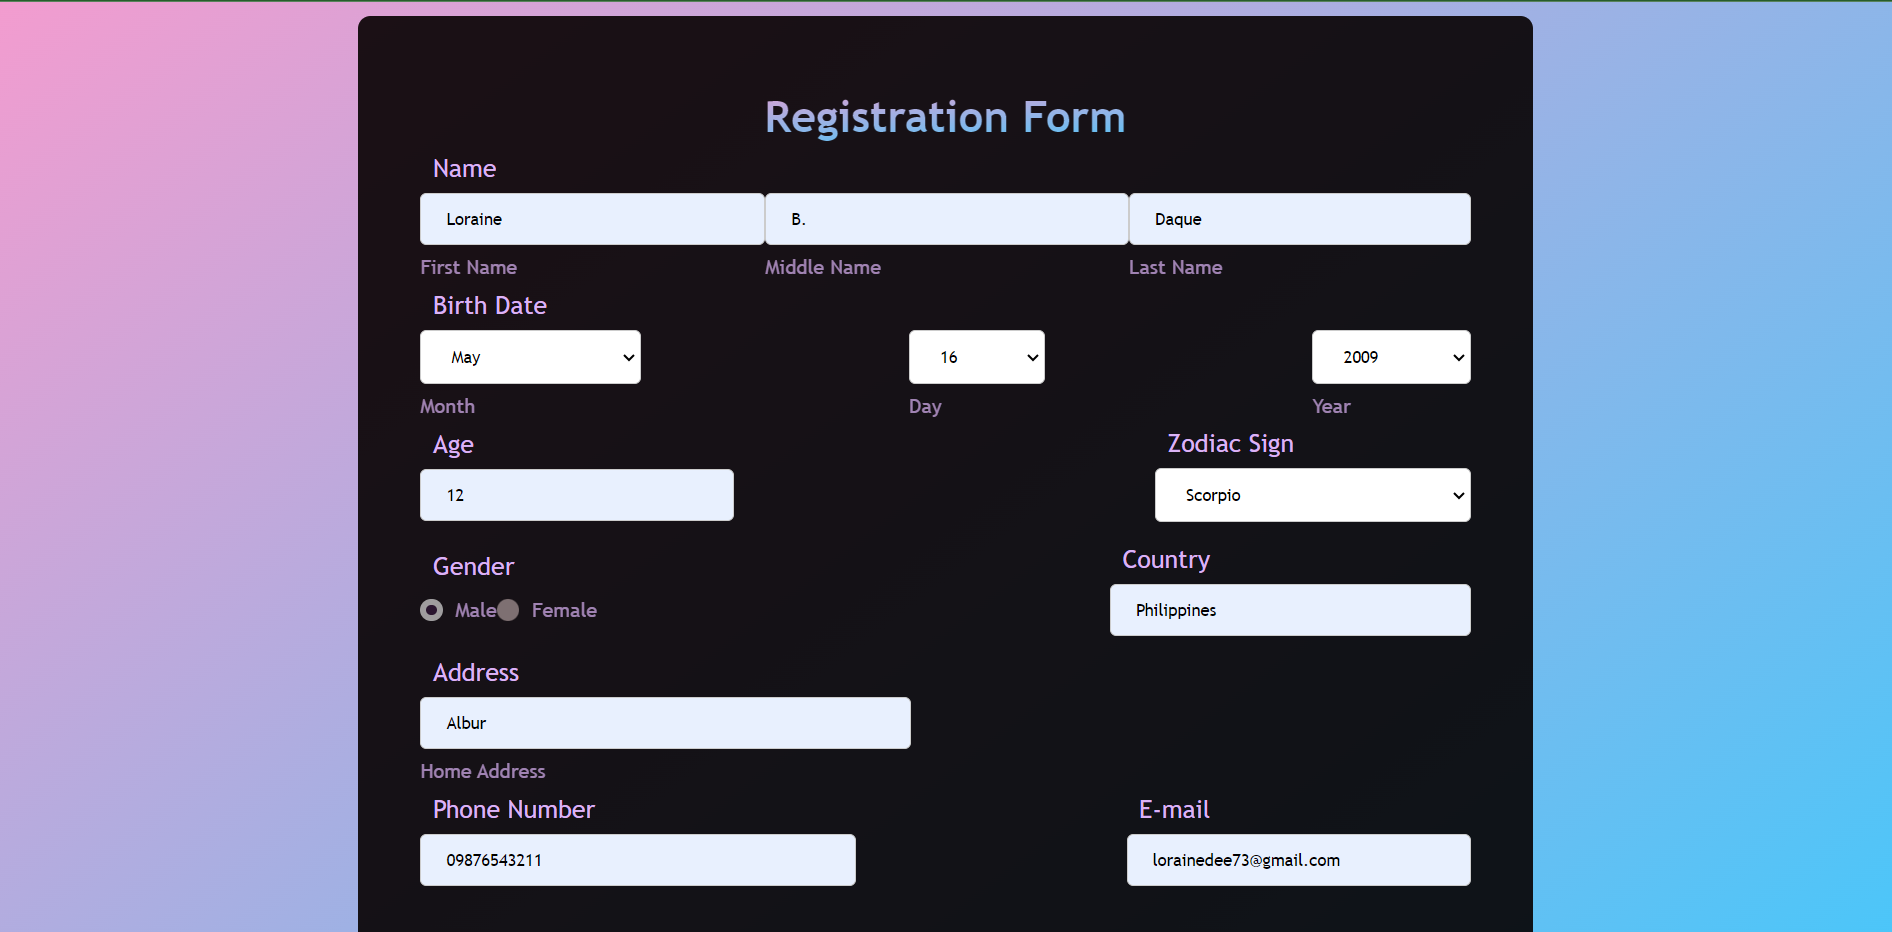 Registration Form
Name
Loraine B. Daque
First Name Middle Name Last Name
Birth Date
May 16 2009
Month Day Year
Age Zodiac Sign
12 Scorpio
Gender Country
Male Female Philippines
Address
Albur
Home Address
Phone Number E-mail
09876543211 lorainedee73@gmail.com